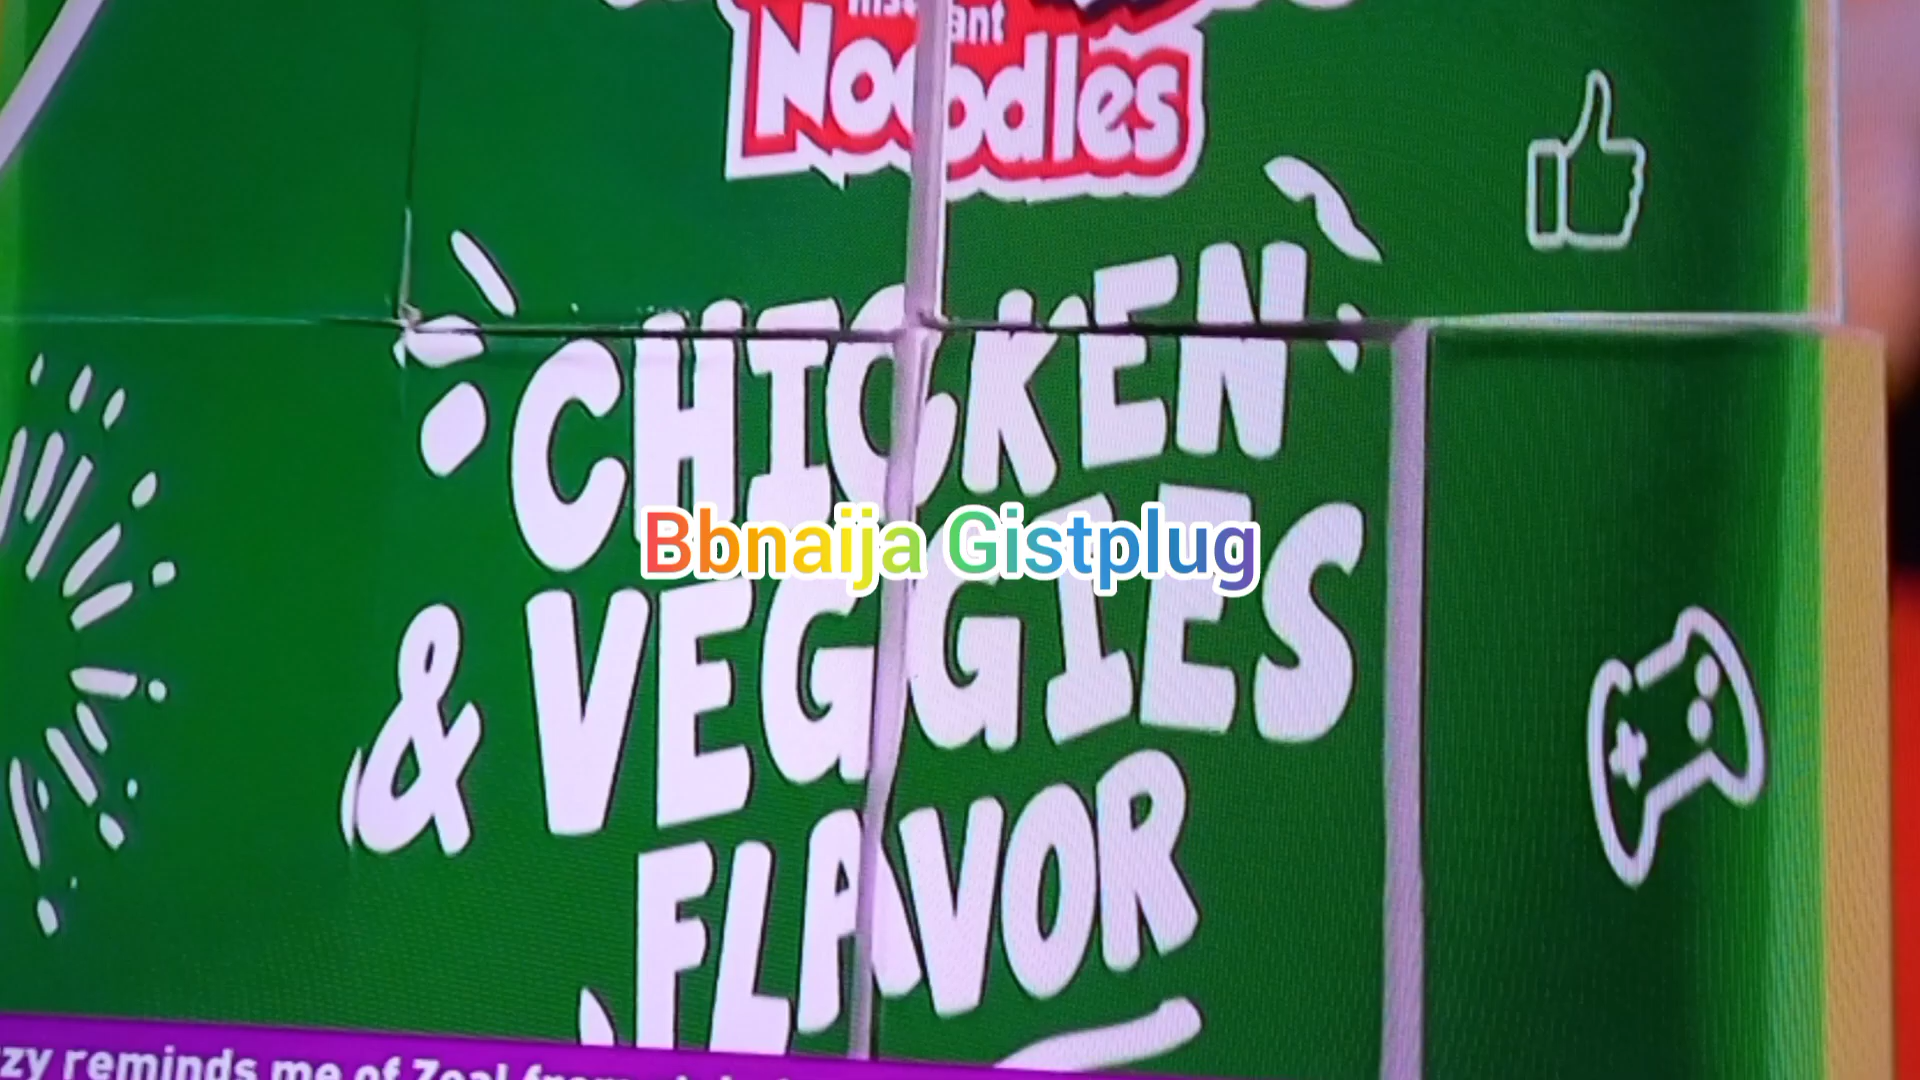 Noodles
CHICKEN
Bbnaija Gistplug
& VEGGIES
FLAVOR
reminds me of